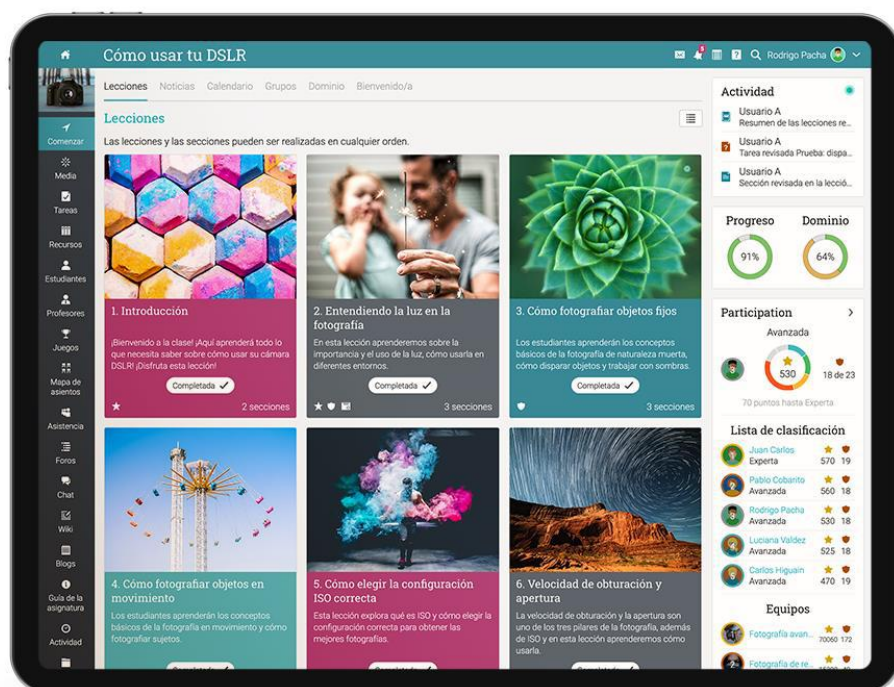 Cómo usar tu DSLR
5
Rodrigo Pacha
Comenzar
Media
Tareas
Recursos
Estudiantes
Profesores
Juegos
Mapa de
asientos
Asistencia
Foros
Chat
Wiki
Blogs
Guía de la
asignatura
Actividad
Lecciones Noticias Calendario Grupos Dominio Bienvenido/a
Lecciones
Las lecciones y las secciones pueden ser realizadas en cualquier orden.
1. Introducción
¡Bienvenido a la clase! ¡Aquí aprenderá todo lo
que necesita saber sobre cómo usar su cámara
DSLR! ¡Disfruta esta lección!
Completada
2 secciones
2. Entendiendo la luz en la
fotografía
En esta lección aprenderemos sobre la
importancia y el uso de la luz, cómo usarla en
diferentes entornos.
Completada
3 secciones
3. Cómo fotografiar objetos fijos
Los estudiantes aprenderán los conceptos
básicos de la fotografía de naturaleza muerta,
cómo disparar objetos y trabajar con sombras.
Completada
3 secciones
4. Cómo fotografiar objetos en
movimiento
Los estudiantes aprenderán los conceptos
básicos de la fotografía en movimiento y cómo
fotografiar sujetos.
Completada
5. Cómo elegir la configuración
ISO correcta
Esta lección explora qué es ISO y cómo elegir la
configuración correcta para obtener las
mejores fotografías.
Completada
6. Velocidad de obturación y
apertura
La velocidad de obturación y la apertura son
uno de los tres pilares de la fotografía, además
de ISO y en esta lección aprenderemos cómo
usarla.
Completada
Actividad
Usuario A
Resumen de las lecciones re...
Usuario A
Tarea revisada Prueba: dispa...
Usuario A
Sección revisada en la lecció...
Progreso Dominio
91% 64%
Participation
Avanzada
530
18 de 23
70 puntos hasta Experta
Lista de clasificación
Juan Carlos
Experta 570 19
Pablo Cobarito
Avanzada 560 18
Rodrigo Pacha
Avanzada 530 18
Luciana Valdez
Avanzada 525 18
Carlos Higuain
Avanzada 470 19
Equipos
Fotografía avan...
70060 172
Fotografía de re...